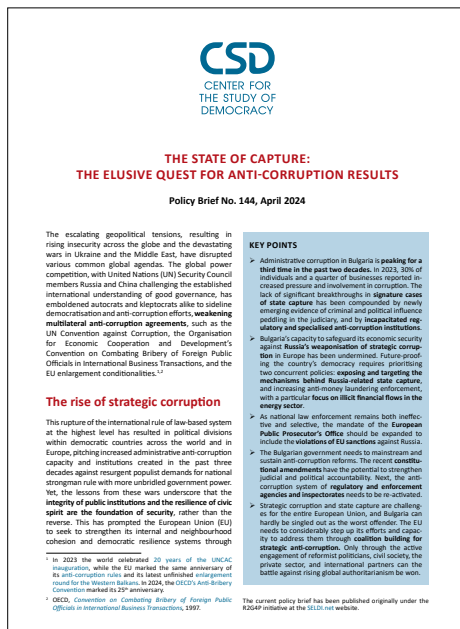 CSD
CENTER FOR
THE STUDY OF
DEMOCRACY
THE STATE OF CAPTURE:
THE ELUSIVE QUEST FOR ANTI-CORRUPTION RESULTS
Policy Brief No. 144, April 2024
The escalating geopolitical tensions, resulting in
rising insecurity across the globe and the devastating
wars in Ukraine and the Middle East, have disrupted
various common global agendas. The global power
competition, with United Nations (UN) Security Council
members Russia and China challenging the established
international understanding of good governance, has
emboldened autocrats and kleptocrats alike to sideline
democratisation and anti-corruption efforts, weakening
multilateral anti-corruption agreements, such as the
UN Convention against Corruption, the Organisation
for Economic Cooperation and Development's
Convention on Combating Bribery of Foreign Public
Officials in International Business Transactions, and the
EU enlargement conditionalities.1,2
The rise of strategic corruption
This rupture of the international rule of law-based system
at the highest level has resulted in political divisions
within democratic countries across the world and in
Europe, pitching increased administrative anti-corruption
capacity and institutions created in the past three
decades against resurgent populist demands for national
strongman rule with more unbridled government power.
Yet, the lessons from these wars underscore that the
integrity of public institutions and the resilience of civic
spirit are the foundation of security, rather than the
reverse. This has prompted the European Union (EU)
to seek to strengthen its internal and neighbourhood
cohesion and democratic resilience systems through
1 In 2023 the world celebrated 20 years of the UNCAC
inauguration, while the EU marked the same anniversary of
its anti-corruption rules and its latest unfinished enlargement
round for the Western Balkans. In 2024, the OECD's Anti-Bribery
Convention marked its 25th anniversary.
2 OECD, Convention on Combating Bribery of Foreign Public
Officials in International Business Transactions, 1997.
KEY POINTS
➢ Administrative corruption in Bulgaria is peaking for a
third time in the past two decades. In 2023, 30% of
individuals and a quarter of businesses reported in-
creased pressure and involvement in corruption. The
lack of significant breakthroughs in signature cases
of state capture has been compounded by newly
emerging evidence of criminal and political influence
peddling in the judiciary, and by incapacitated reg-
ulatory and specialised anti-corruption institutions.
➢ Bulgaria's capacity to safeguard its economic security
against Russia's weaponisation of strategic corrup-
tion in Europe has been undermined. Future-proof-
ing the country's democracy requires prioritising
two concurrent policies: exposing and targeting the
mechanisms behind Russia-related state capture,
and increasing anti-money laundering enforcement,
with a particular focus on illicit financial flows in the
energy sector.
➢ As national law enforcement remains both ineffec-
tive and selective, the mandate of the European
Public Prosecutor's Office should be expanded to
include the violations of EU sanctions against Russia.
➢ The Bulgarian government needs to mainstream and
sustain anti-corruption reforms. The recent constitu-
tional amendments have the potential to strengthen
judicial and political accountability. Next, the anti-
corruption system of regulatory and enforcement
agencies and inspectorates needs to be re-activated.
➢ Strategic corruption and state capture are challeng-
es for the entire European Union, and Bulgaria can
hardly be singled out as the worst offender. The EU
needs to considerably step up its efforts and capac-
ity to address them through coalition building for
strategic anti-corruption. Only through the active
engagement of reformist politicians, civil society, the
private sector, and international partners can the
battle against rising global authoritarianism be won.
The current policy brief has been published originally under the
R2G4P initiative at the SELDI.net website.